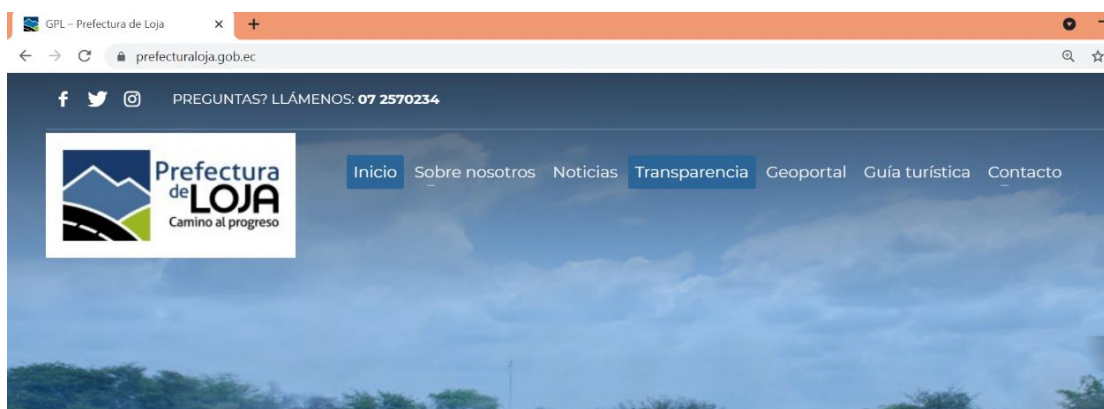 GPL – Prefectura de Loja
prefecturaloja.gob.ec
PREGUNTAS? LLÁMENOS: 07 2570234
Prefectura
de LOJA
Camino al progreso
Inicio Sobre nosotros Noticias Transparencia Geoportal Guía turística Contacto